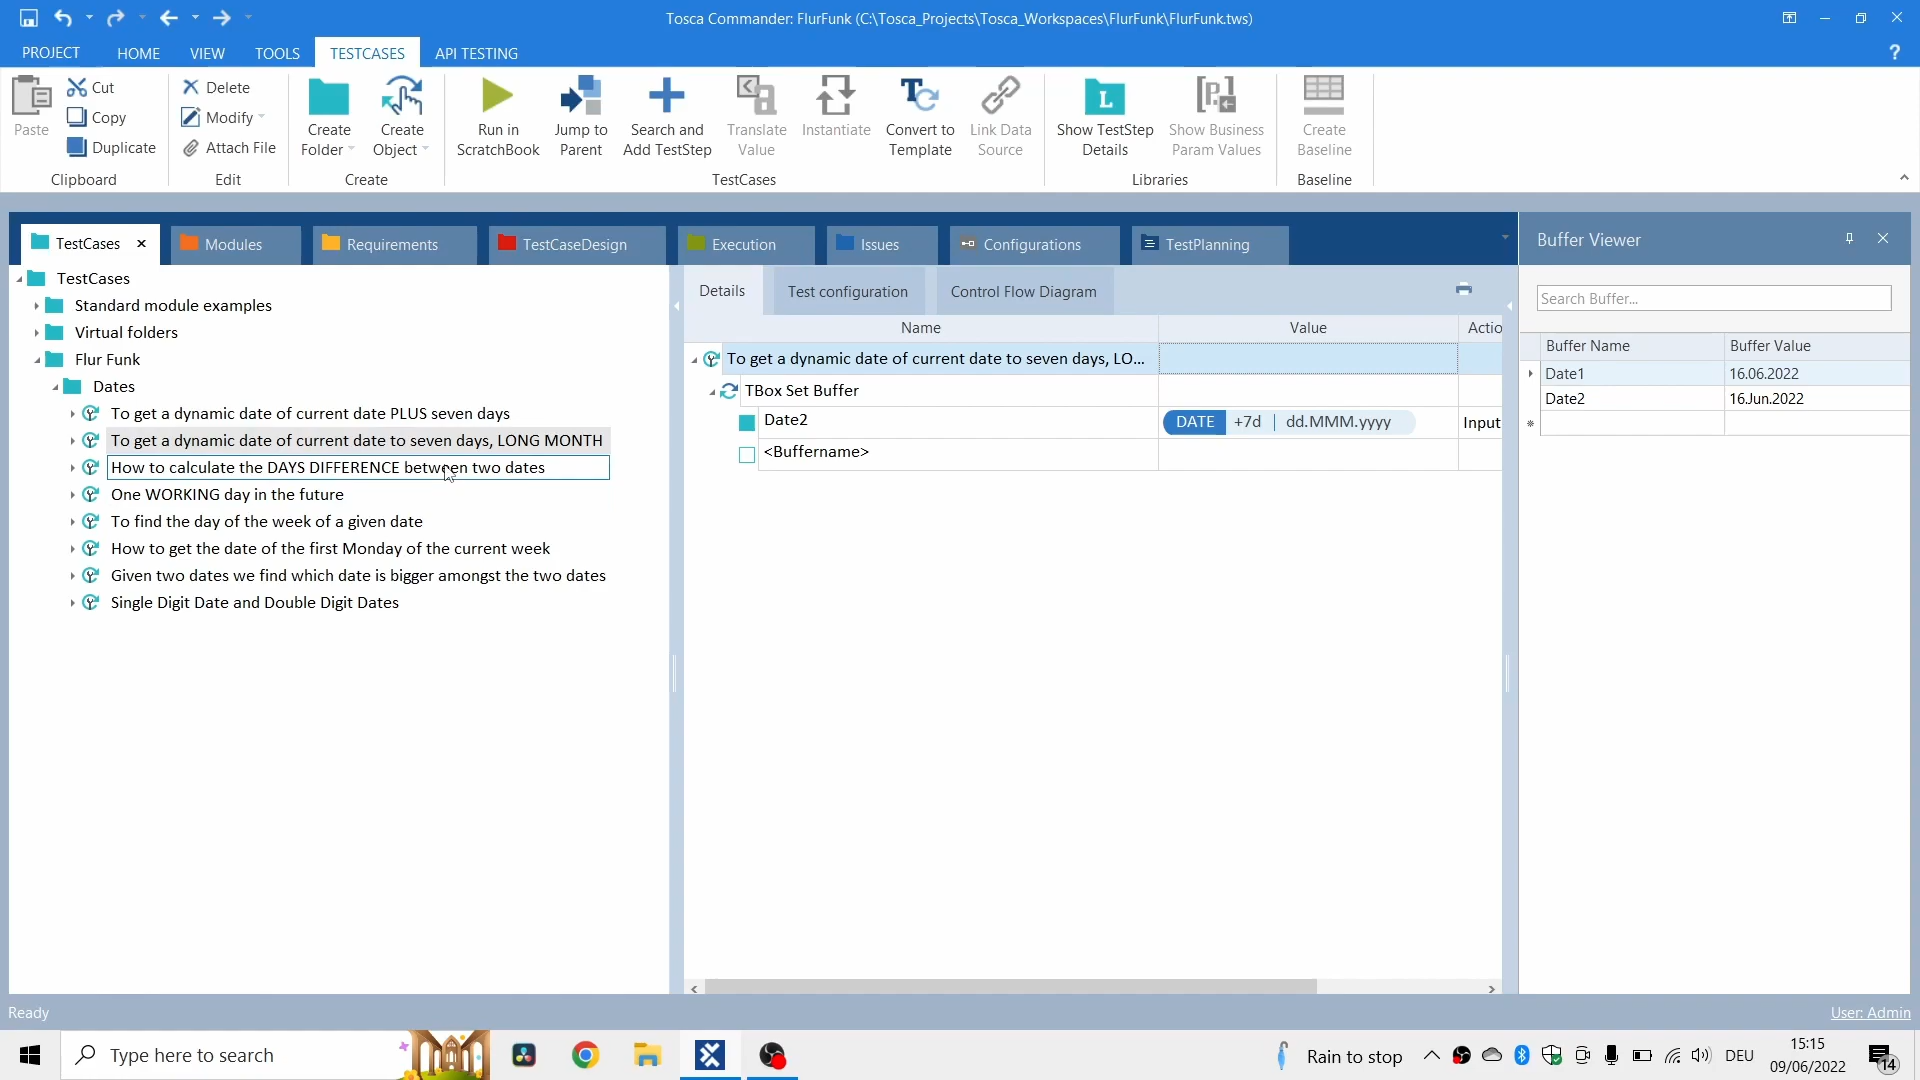 Tosca Commander: FlurFunk (C:\Tosca_Projects\Tosca_Workspaces\FlurFunk\FlurFunk.tws)
PROJECT HOME VIEW TOOLS TESTCASES API TESTING ?
Paste
Cut
Copy
Duplicate
Clipboard
Delete
Modify
Attach File
Edit
Create Folder
Create Object
Create
Run in ScratchBook
Jump to Parent
Search and Add TestStep
Translate Value
Instantiate
Convert to Template
Link Data Source
TestCases
Show TestStep Details
Show Business Param Values
Libraries
Create Baseline
Baseline
TestCases Modules Requirements TestCaseDesign Execution Issues Configurations TestPlanning
TestCases
Standard module examples
Virtual folders
Flur Funk
Dates
To get a dynamic date of current date PLUS seven days
To get a dynamic date of current date to seven days, LONG MONTH
How to calculate the DAYS DIFFERENCE between two dates
One WORKING day in the future
To find the day of the week of a given date
How to get the date of the first Monday of the current week
Given two dates we find which date is bigger amongst the two dates
Single Digit Date and Double Digit Dates
Details Test configuration Control Flow Diagram
Name Value Actio
To get a dynamic date of current date to seven days, LO...
TBox Set Buffer
Date2 DATE +7d dd.MMM.yyyy Input
<Buffername>
Buffer Viewer
Search Buffer...
Buffer Name Buffer Value
Date1 16.06.2022
Date2 16.Jun.2022
Ready
User: Admin
Type here to search
Rain to stop
DEU
15:15
09/06/2022
14